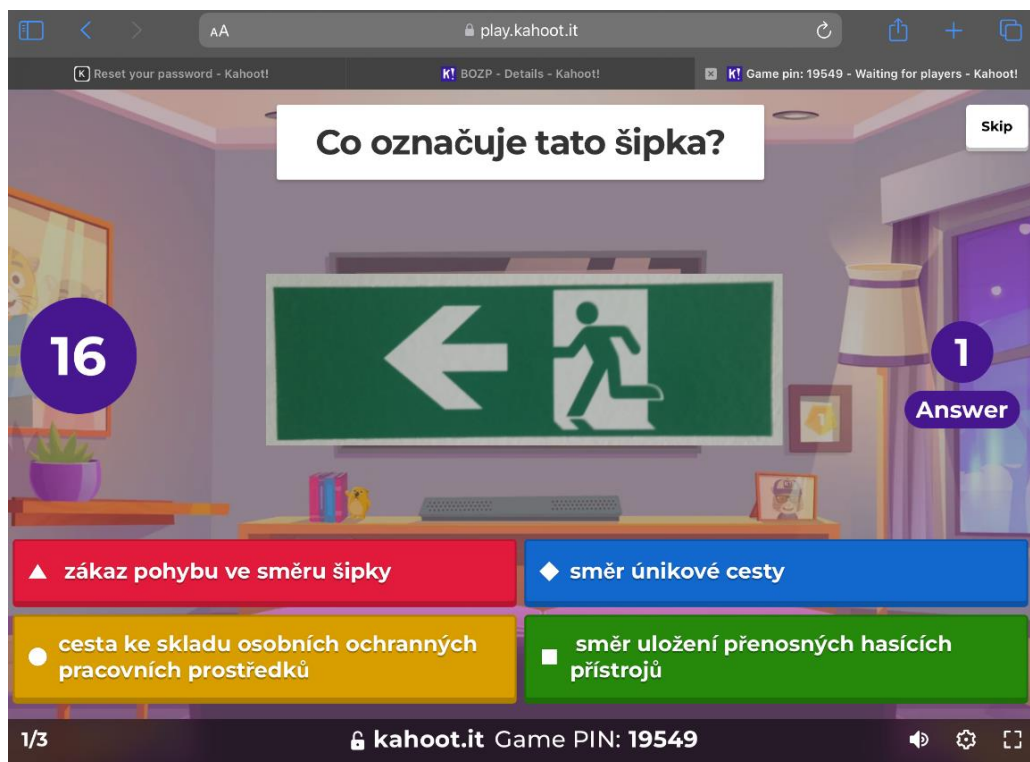 AA
play.kahoot.it
K Reset your password - Kahoot!
K! BOZP - Details - Kahoot!
K! Game pin: 19549 - Waiting for players - Kahoot!
Co označuje tato šipka?
Skip
16
1
Answer
zákaz pohybu ve směru šipky
směr únikové cesty
cesta ke skladu osobních ochranných
pracovních prostředků
směr uložení přenosných hasících
přístrojů
1/3
kahoot.it Game PIN: 19549